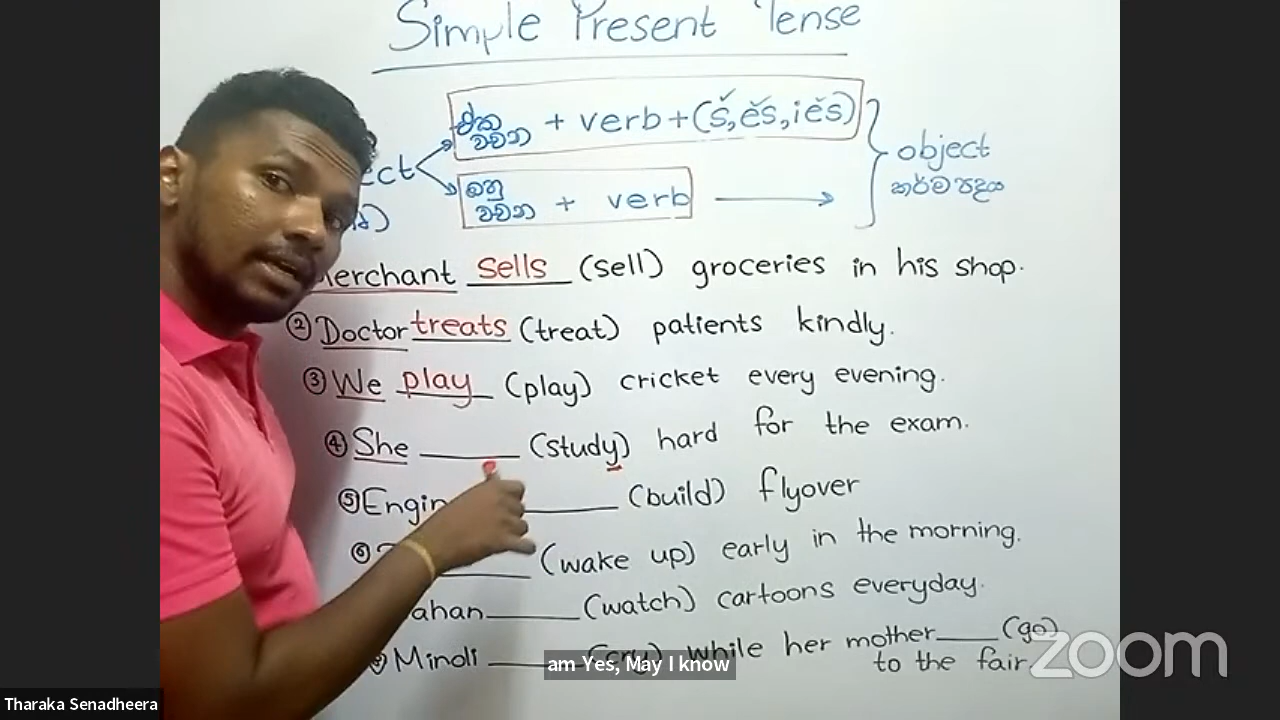 Simple Present Tense
ඒක වචන + verb + (s, es, ies)
object
කර්ම පදය
බහු වචන + verb
Merchant sells (sell) groceries in his shop.
② Doctor treats (treat) patients kindly.
③ We play (play) cricket every evening.
④ She ______ (study) hard for the exam.
⑤ ______ (build) flyover
⑥ ______ (wake up) early in the morning.
______ (watch) cartoons everyday.
Mindi ______ (cry) while her mother ____ (go)
to the fair.
am Yes, May I know
zoom
Tharaka Senadheera